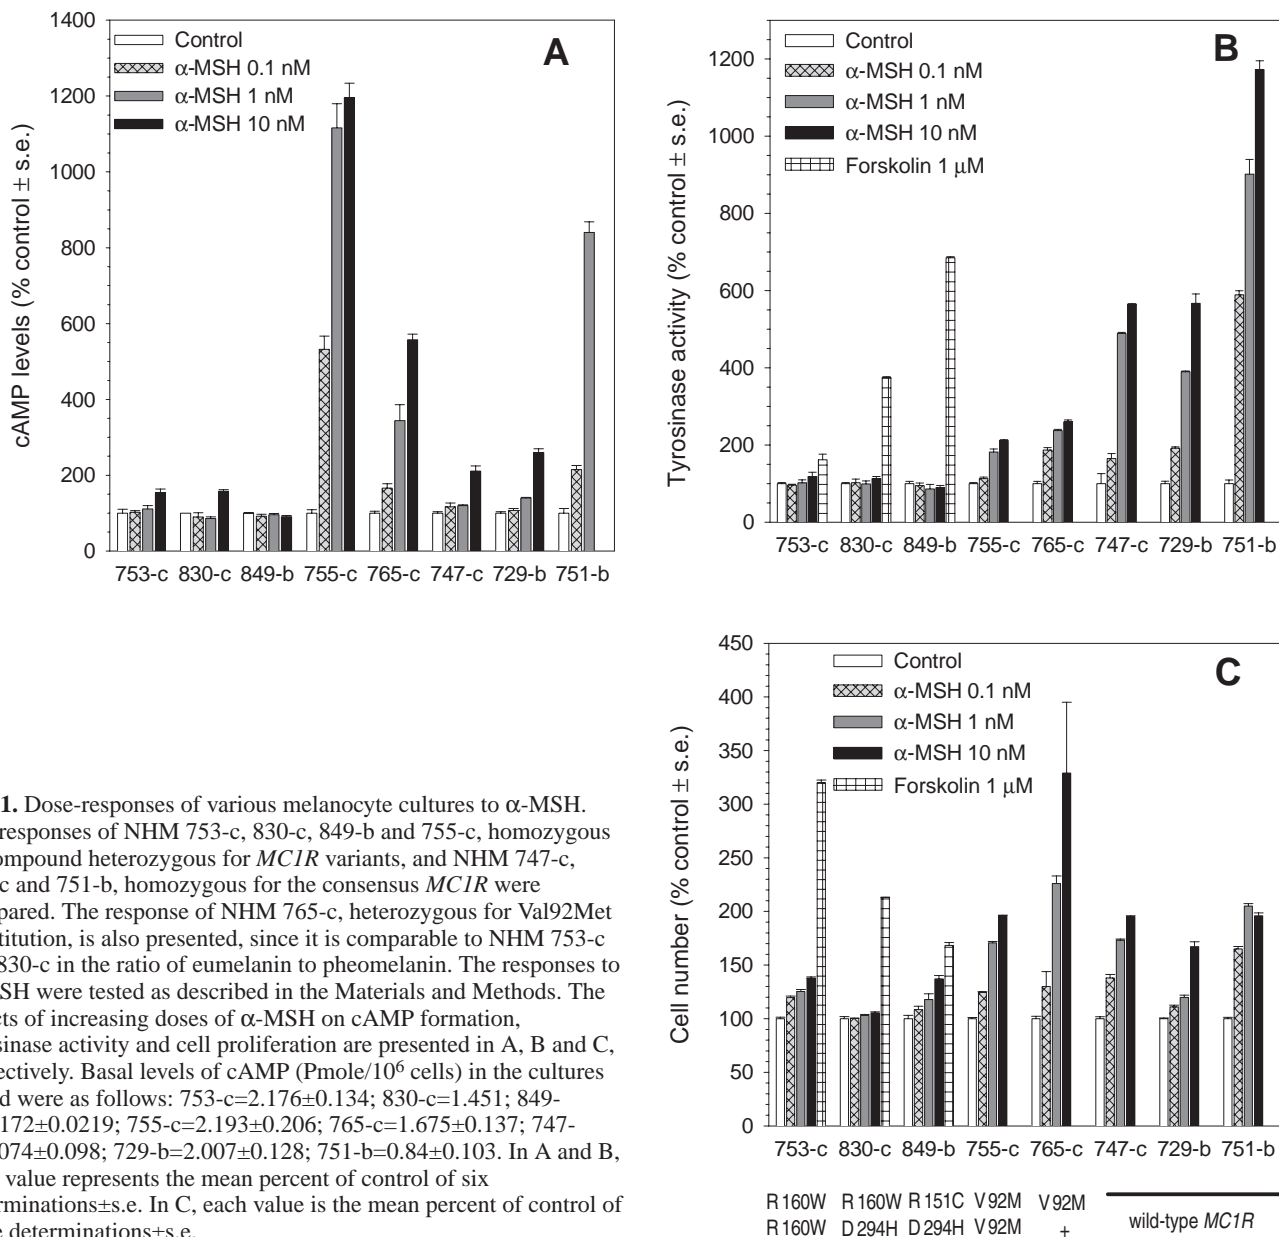 A
1400
1200
1000
800
600
400
200
0
cAMP levels (% control ± s.e.)
Control
α-MSH 0.1 nM
α-MSH 1 nM
α-MSH 10 nM
753-c 830-c 849-b 755-c 765-c 747-c 729-b 751-b
B
1200
1000
800
600
400
200
0
Tyrosinase activity (% control ± s.e.)
Control
α-MSH 0.1 nM
α-MSH 1 nM
α-MSH 10 nM
Forskolin 1 μM
753-c 830-c 849-b 755-c 765-c 747-c 729-b 751-b
1. Dose-responses of various melanocyte cultures to α-MSH.
responses of NHM 753-c, 830-c, 849-b and 755-c, homozygous
ompound heterozygous for MC1R variants, and NHM 747-c,
-c and 751-b, homozygous for the consensus MC1R were
pared. The response of NHM 765-c, heterozygous for Val92Met
titution, is also presented, since it is comparable to NHM 753-c
830-c in the ratio of eumelanin to pheomelanin. The responses to
SH were tested as described in the Materials and Methods. The
cts of increasing doses of α-MSH on cAMP formation,
sinase activity and cell proliferation are presented in A, B and C,
ectively. Basal levels of cAMP (Pmole/10⁶ cells) in the cultures
d were as follows: 753-c=2.176±0.134; 830-c=1.451; 849-
172±0.0219; 755-c=2.193±0.206; 765-c=1.675±0.137; 747-
074±0.098; 729-b=2.007±0.128; 751-b=0.84±0.103. In A and B,
value represents the mean percent of control of six
rminations±s.e. In C, each value is the mean percent of control of
e determinations±s.e.
C
450
400
350
300
250
200
150
100
50
0
Cell number (% control ± s.e.)
Control
α-MSH 0.1 nM
α-MSH 1 nM
α-MSH 10 nM
Forskolin 1 μM
753-c 830-c 849-b 755-c 765-c 747-c 729-b 751-b
R160W R160W R151C V92M V92M
R160W D294H D294H V92M + wild-type MC1R